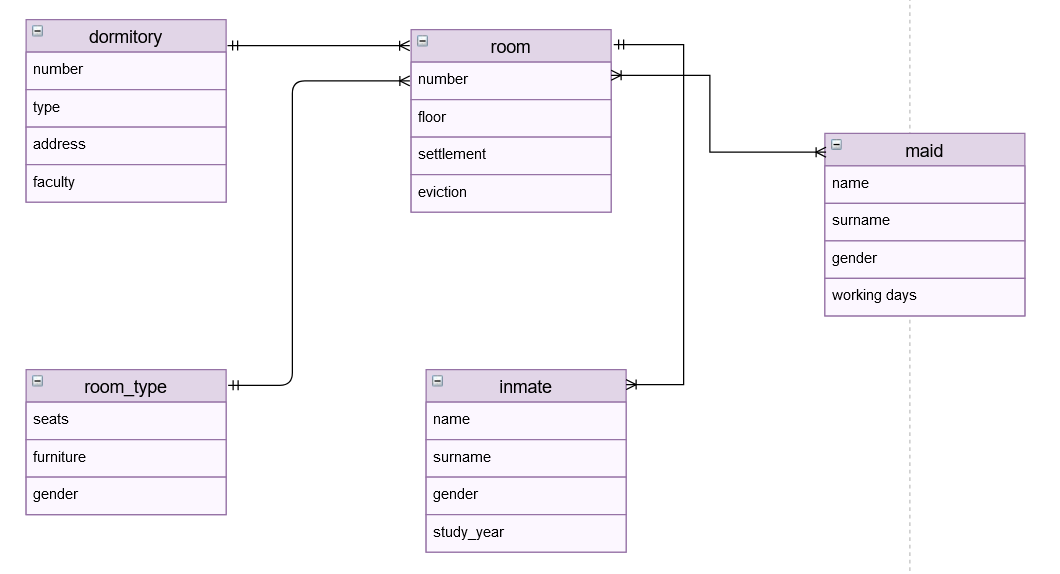 dormitory
number
type
address
faculty
room
number
floor
settlement
eviction
maid
name
surname
gender
working days
room_type
seats
furniture
gender
inmate
name
surname
gender
study_year